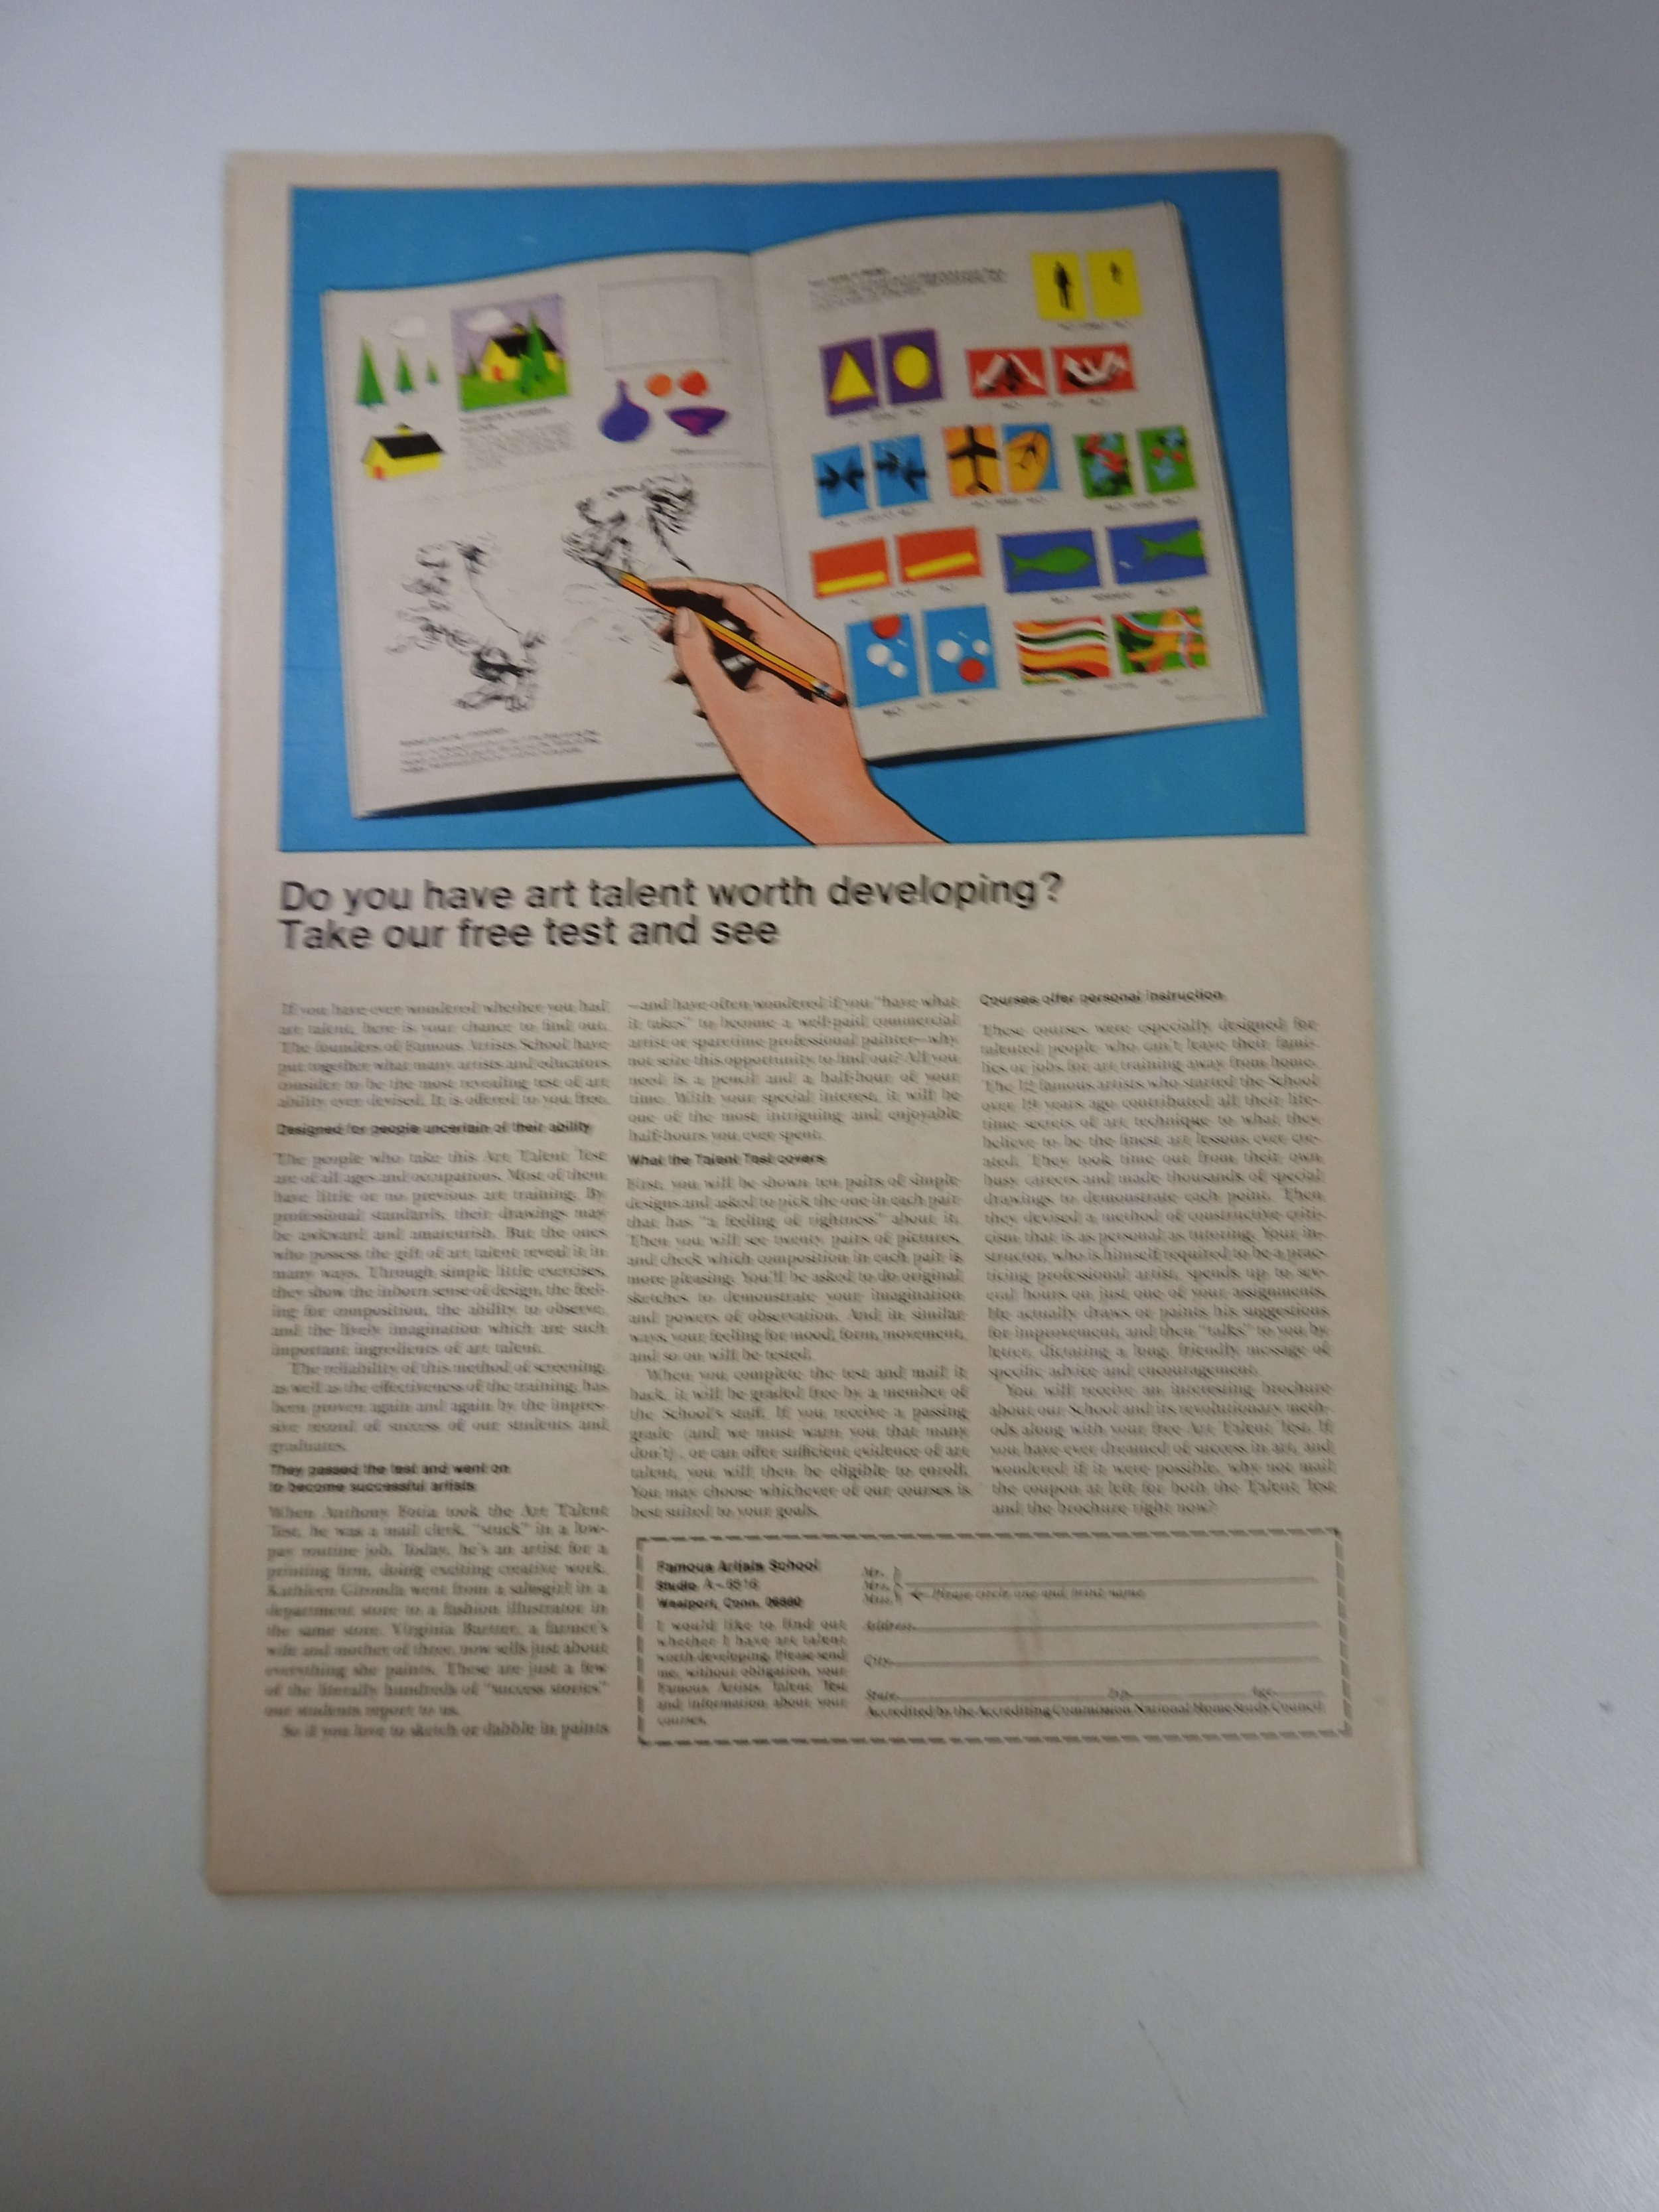 Do you have art talent worth developing?
Take our free test and see
If you have ever wondered whether you had
art talent, here is your chance to find out.
The founders of Famous Artists School have
put together what many artists and educators
consider to be the most revealing test of art
ability ever devised. It is offered to you free.
Designed for people uncertain of their ability
The people who take this Art Talent Test
are of all ages and occupations. Most of them
have little or no previous art training. By
professional standards, their drawings may
be awkward and amateurish. But the ones
who possess the gift of art talent reveal it in
many ways. Through simple little exercises,
they show the inborn sense of design, the feel-
ing for composition, the ability to observe,
and the lively imagination which are such
important ingredients of art talent.
The reliability of this method of screening,
as well as the effectiveness of the training, has
been proven again and again by the impres-
sive record of success of our students and
graduates.
They passed the test and went on
to become successful artists
When Anthony Fotia took the Art Talent
Test, he was a mail clerk, "stuck" in a low-
pay routine job. Today, he's an artist for a
printing firm, doing exciting creative work.
Kathleen Gironda went from a salesgirl in a
department store to a fashion illustrator in
the same store. Virginia Bartter, a farmer's
wife and mother of three, now sells just about
everything she paints. These are just a few
of the literally hundreds of "success stories"
our students report to us.
So if you love to sketch or dabble in paints
—and have often wondered if you "have what
it takes" to become a well-paid commercial
artist or sparetime professional painter—why
not seize this opportunity to find out? All you
need is a pencil and a half-hour of your
time. With your special interest, it will be
one of the most intriguing and enjoyable
half-hours you ever spent.
What the Talent Test covers
First, you will be shown ten pairs of simple
designs and asked to pick the one in each pair
that has "a feeling of rightness" about it.
Then you will see twenty pairs of pictures,
and check which composition in each pair is
more pleasing. You'll be asked to do original
sketches to demonstrate your imagination
and powers of observation. And in similar
ways, your feeling for mood, form, movement,
and so on will be tested.
When you complete the test and mail it
back, it will be graded free by a member of
the School's staff. If you receive a passing
grade (and we must warn you that many
don't), or can offer sufficient evidence of art
talent, you will then be eligible to enroll.
You may choose whichever of our courses is
best suited to your goals.
Courses offer personal instruction
These courses were especially designed for
talented people who can't leave their fami-
lies or jobs for art training away from home.
The 12 famous artists who started the School
over 19 years ago contributed all their life-
time secrets of art technique to what they
believe to be the finest art lessons ever cre-
ated. They took time out from their own
busy careers and made thousands of special
drawings to demonstrate each point. Then
they devised a method of constructive criti-
cism that is as personal as tutoring. Your in-
structor, who is himself required to be a prac-
ticing professional artist, spends up to sev-
eral hours on just one of your assignments.
He actually draws or paints his suggestions
for improvement, and then "talks" to you by
letter, dictating a long, friendly message of
specific advice and encouragement.
You will receive an interesting brochure
about our School and its revolutionary meth-
ods along with your free Art Talent Test. If
you have ever dreamed of success in art, and
wondered if it were possible, why not mail
the coupon at left for both the Talent Test
and the brochure right now?
Famous Artists School
Studio
Westport, Conn. 06880
I would like to find out
whether I have art talent
worth developing. Please send
me, without obligation, your
Famous Artists Talent Test
and information about your
courses.
Mr.
Mrs.
Miss
Please circle one and print name
Address
City
State Zip Age
Accredited by the Accrediting Commission National Home Study Council.